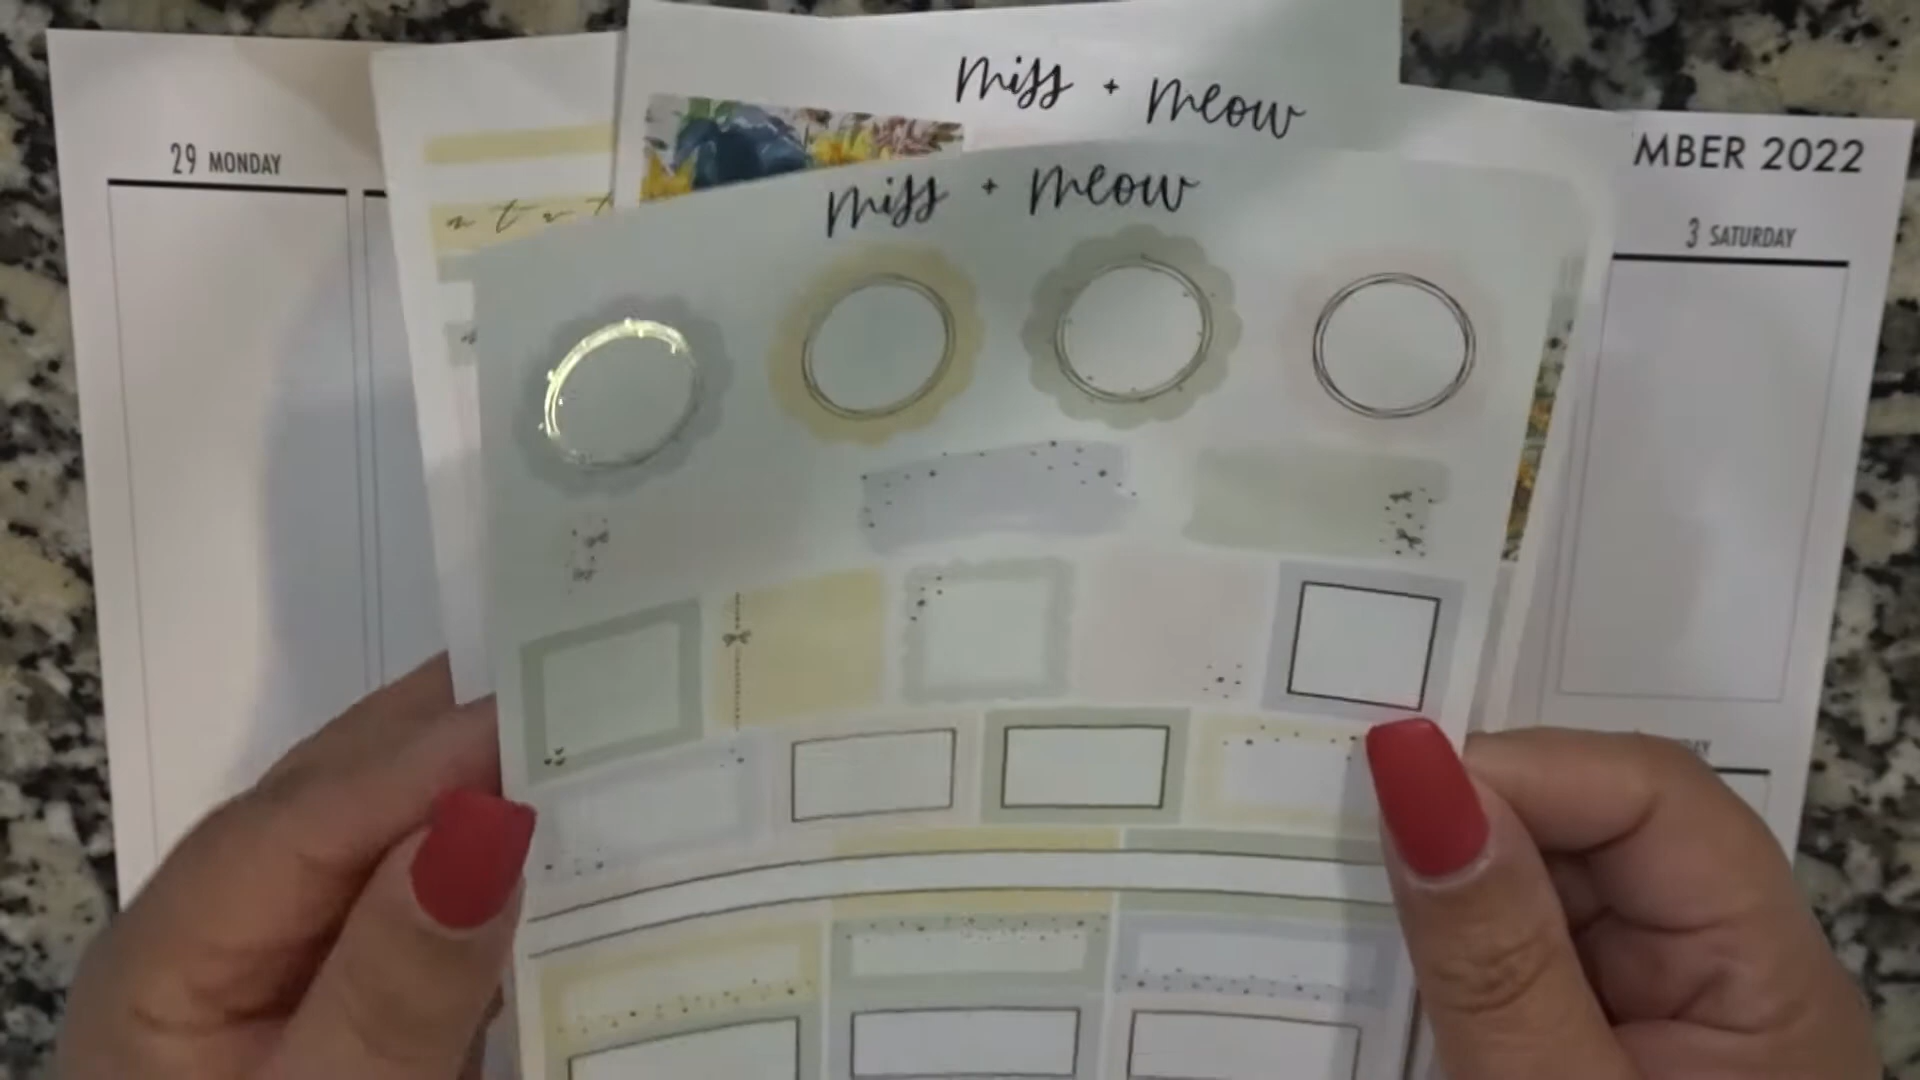 miss + meow
miss + meow
29 MONDAY
MBER 2022
3 SATURDAY